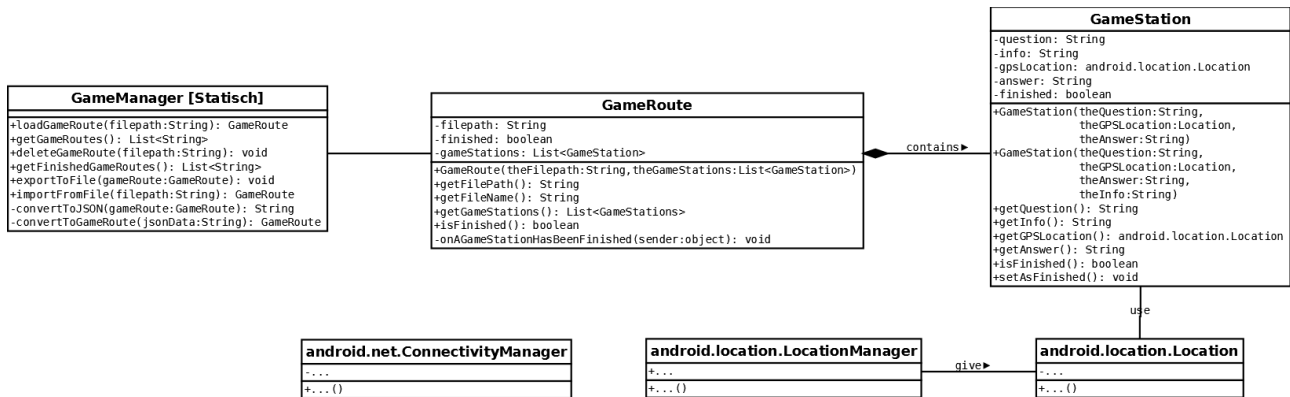 GameManager [Statisch]
+loadGameRoute(filepath:String): GameRoute
+getGameRoutes(): List<String>
+deleteGameRoute(filepath:String): void
+getFinishedGameRoutes(): List<String>
+exportToFile(gameRoute:GameRoute): void
+importFromFile(filepath:String): GameRoute
-convertToJSON(gameRoute:GameRoute): String
-convertToGameRoute(jsonData:String): GameRoute
GameRoute
-filepath: String
-finished: boolean
-gameStations: List<GameStation>
+GameRoute(theFilepath:String,theGameStations:List<GameStation>)
+getFilePath(): String
+getFileName(): String
+getGameStations(): List<GameStations>
+isFinished(): boolean
-onAGameStationHasBeenFinished(sender:object): void
contains►
GameStation
-question: String
-info: String
-gpsLocation: android.location.Location
-answer: String
-finished: boolean
+GameStation(theQuestion:String,
theGPSLocation:Location,
theAnswer:String)
+GameStation(theQuestion:String,
theGPSLocation:Location,
theAnswer:String,
theInfo:String)
+getQuestion(): String
+getInfo(): String
+getGPSLocation(): android.location.Location
+getAnswer(): String
+isFinished(): boolean
+setAsFinished(): void
use
android.net.ConnectivityManager
-...
+...()
android.location.LocationManager
+...
+...()
give►
android.location.Location
-...
+...()